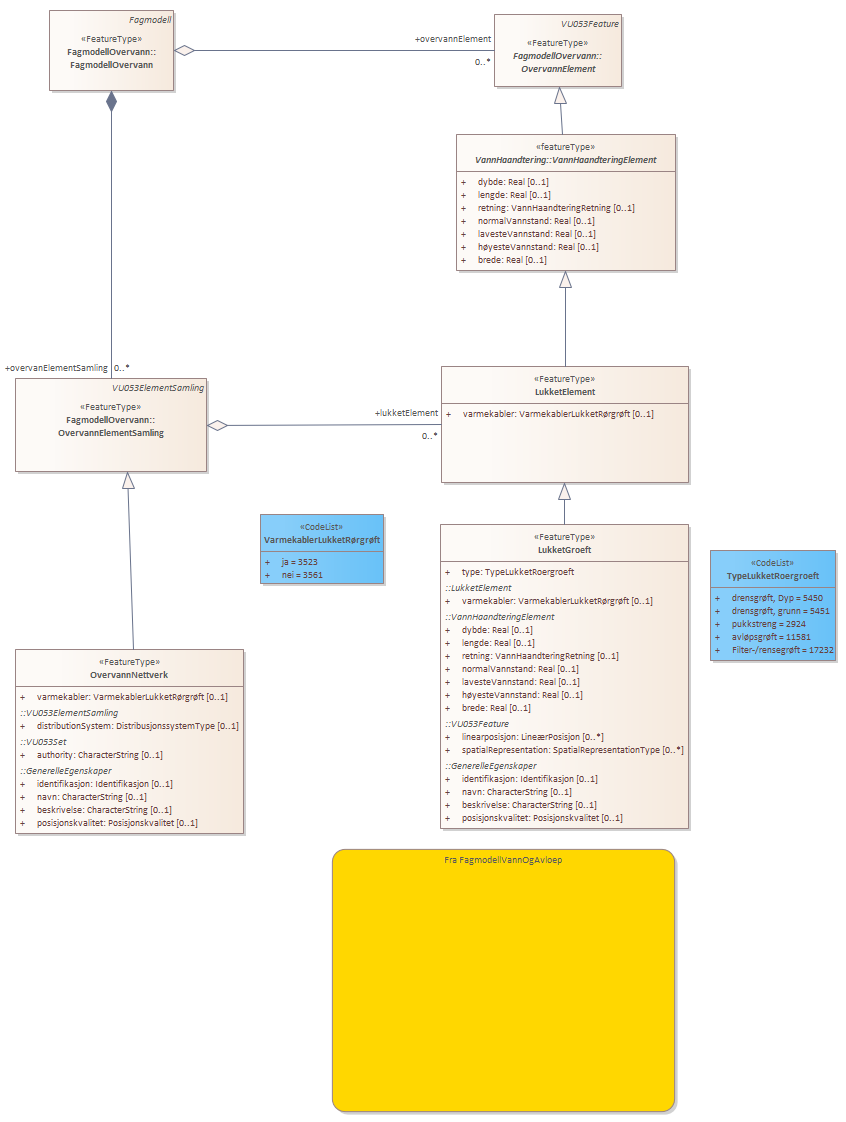 Fagmodell
«FeatureType»
FagmodellOvervann::
FagmodellOvervann
+overvannElement
0..*
VU053Feature
«FeatureType»
FagmodellOvervann::
OvervannElement
«featureType»
VannHaandtering::VannHaandteringElement
+ dybde: Real [0..1]
+ lengde: Real [0..1]
+ retning: VannHaandteringRetning [0..1]
+ normalVannstand: Real [0..1]
+ lavesteVannstand: Real [0..1]
+ høyesteVannstand: Real [0..1]
+ brede: Real [0..1]
+overvanElementSamling 0..*
VU053ElementSamling
«FeatureType»
FagmodellOvervann::
OvervannElementSamling
+lukketElement
0..*
«FeatureType»
LukketElement
+ varmekabler: VarmekablerLukketRørgrøft [0..1]
«CodeList»
VarmekablerLukketRørgrøft
+ ja = 3523
+ nei = 3561
«FeatureType»
LukketGroeft
+ type: TypeLukketRoergroeft
::LukketElement
+ varmekabler: VarmekablerLukketRørgrøft [0..1]
::VannHaandteringElement
+ dybde: Real [0..1]
+ lengde: Real [0..1]
+ retning: VannHaandteringRetning [0..1]
+ normalVannstand: Real [0..1]
+ lavesteVannstand: Real [0..1]
+ høyesteVannstand: Real [0..1]
+ brede: Real [0..1]
::VU053Feature
+ linearposisjon: LineærPosisjon [0..*]
+ spatialRepresentation: SpatialRepresentationType [0..*]
::GenerelleEgenskaper
+ identifikasjon: Identifikasjon [0..1]
+ navn: CharacterString [0..1]
+ beskrivelse: CharacterString [0..1]
+ posisjonskvalitet: Posisjonskvalitet [0..1]
«CodeList»
TypeLukketRoergroeft
+ drensgrøft, Dyp = 5450
+ drensgrøft, grunn = 5451
+ pukkstreng = 2924
+ avløpsgrøft = 11581
+ Filter-/rensegrøft = 17232
«FeatureType»
OvervannNettverk
+ varmekabler: VarmekablerLukketRørgrøft [0..1]
::VU053ElementSamling
+ distributionSystem: DistribusjonssystemType [0..1]
::VU053Set
+ authority: CharacterString [0..1]
::GenerelleEgenskaper
+ identifikasjon: Identifikasjon [0..1]
+ navn: CharacterString [0..1]
+ beskrivelse: CharacterString [0..1]
+ posisjonskvalitet: Posisjonskvalitet [0..1]
Fra FagmodellVannOgAvloep